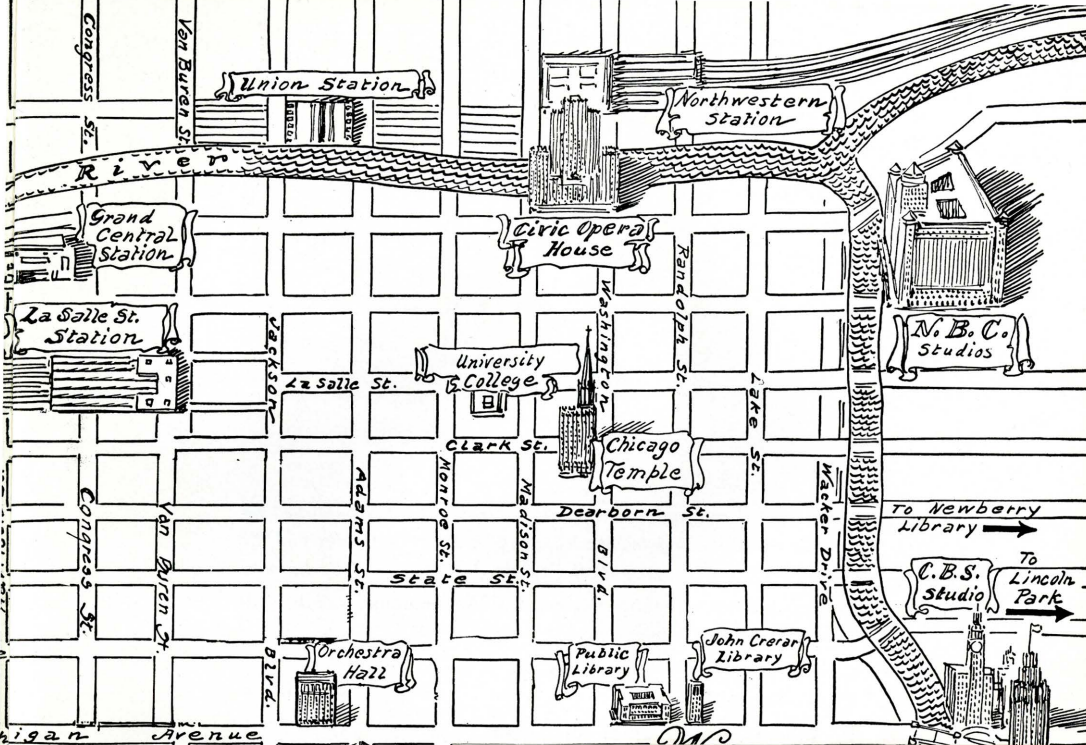 Congress St.
Van Buren St.
Union Station
Northwestern
Station
River
Grand
Central
Station
Civic Opera
House
Randolph St.
Washington
La Salle St.
Station
N.B.C.
Studios
Jackson
University
College
La Salle St.
Lake St.
Clark St.
Chicago
Temple
Adams St.
Monroe St.
Madison St.
Wacker Drive
Congress St.
Van Buren St.
Dearborn St.
To Newberry
Library
Blvd.
State St.
C.B.S.
Studio
To
Lincoln
Park
Blvd.
Orchestra
Hall
Public
Library
John Crerar
Library
higan Avenue
W